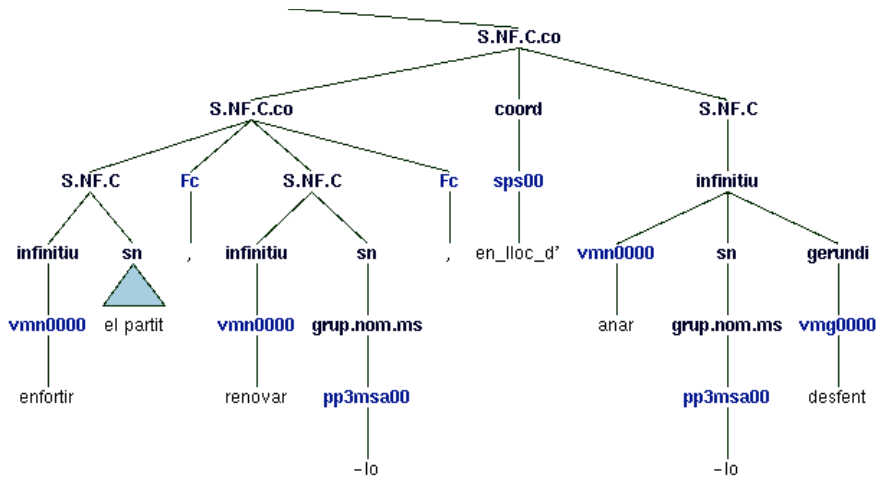 S.NF.C.co
S.NF.C.co coord S.NF.C
S.NF.C Fc S.NF.C Fc sps00 infinitiu
infinitiu sn , infinitiu sn , en_lloc_d' vmn0000 sn gerundi
vmn0000 el partit vmn0000 grup.nom.ms anar grup.nom.ms vmg0000
enfortir renovar pp3msa00 pp3msa00 desfent
-lo -lo